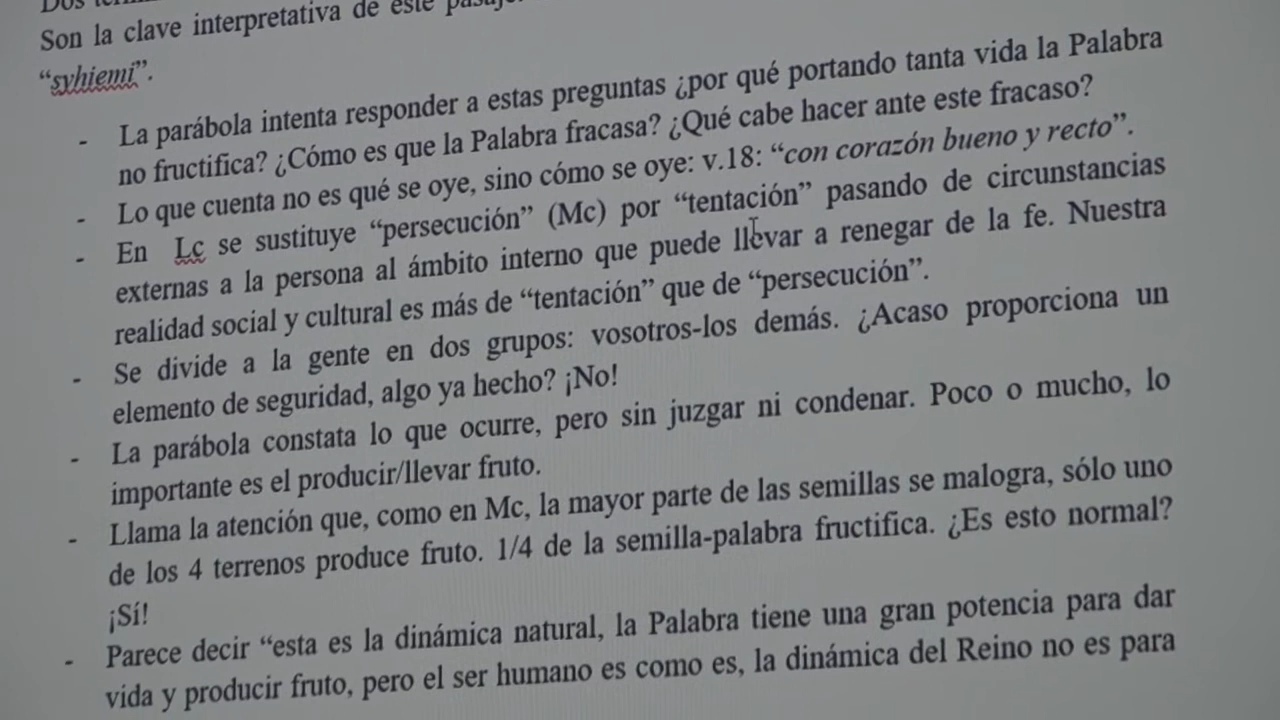 Dos
Son la clave interpretativa de este
“syhiemi”.
- La parábola intenta responder a estas preguntas ¿por qué portando tanta vida la Palabra
no fructifica? ¿Cómo es que la Palabra fracasa? ¿Qué cabe hacer ante este fracaso?
- Lo que cuenta no es qué se oye, sino cómo se oye: v.18: “con corazón bueno y recto”.
- En Lc se sustituye “persecución” (Mc) por “tentación” pasando de circunstancias
externas a la persona al ámbito interno que puede llevar a renegar de la fe. Nuestra
realidad social y cultural es más de “tentación” que de “persecución”.
- Se divide a la gente en dos grupos: vosotros-los demás. ¿Acaso proporciona un
elemento de seguridad, algo ya hecho? ¡No!
- La parábola constata lo que ocurre, pero sin juzgar ni condenar. Poco o mucho, lo
importante es el producir/llevar fruto.
- Llama la atención que, como en Mc, la mayor parte de las semillas se malogra, sólo uno
de los 4 terrenos produce fruto. 1/4 de la semilla-palabra fructifica. ¿Es esto normal?
¡Sí!
- Parece decir “esta es la dinámica natural, la Palabra tiene una gran potencia para dar
vida y producir fruto, pero el ser humano es como es, la dinámica del Reino no es para